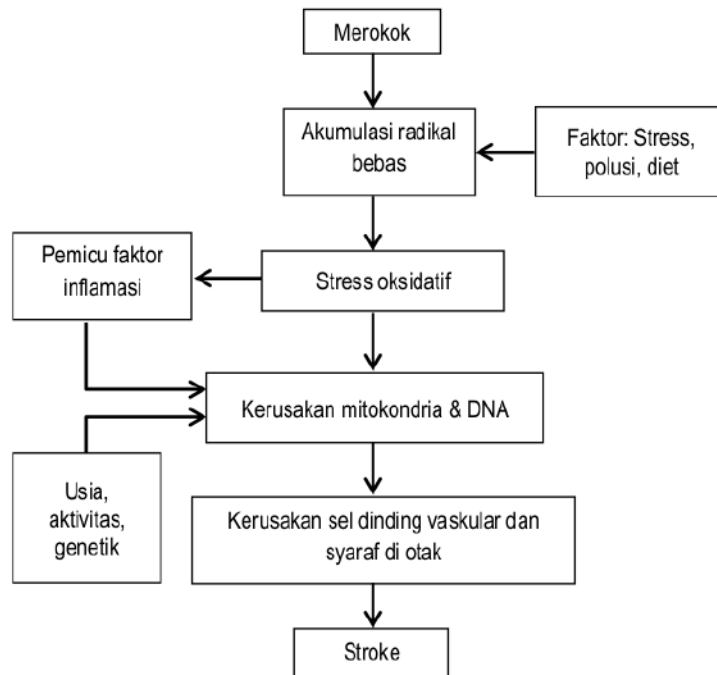 Merokok
Akumulasi radikal
bebas
Faktor: Stress,
polusi, diet
Pemicu faktor
inflamasi
Stress oksidatif
Kerusakan mitokondria & DNA
Usia,
aktivitas,
genetik
Kerusakan sel dinding vaskular dan
syaraf di otak
Stroke